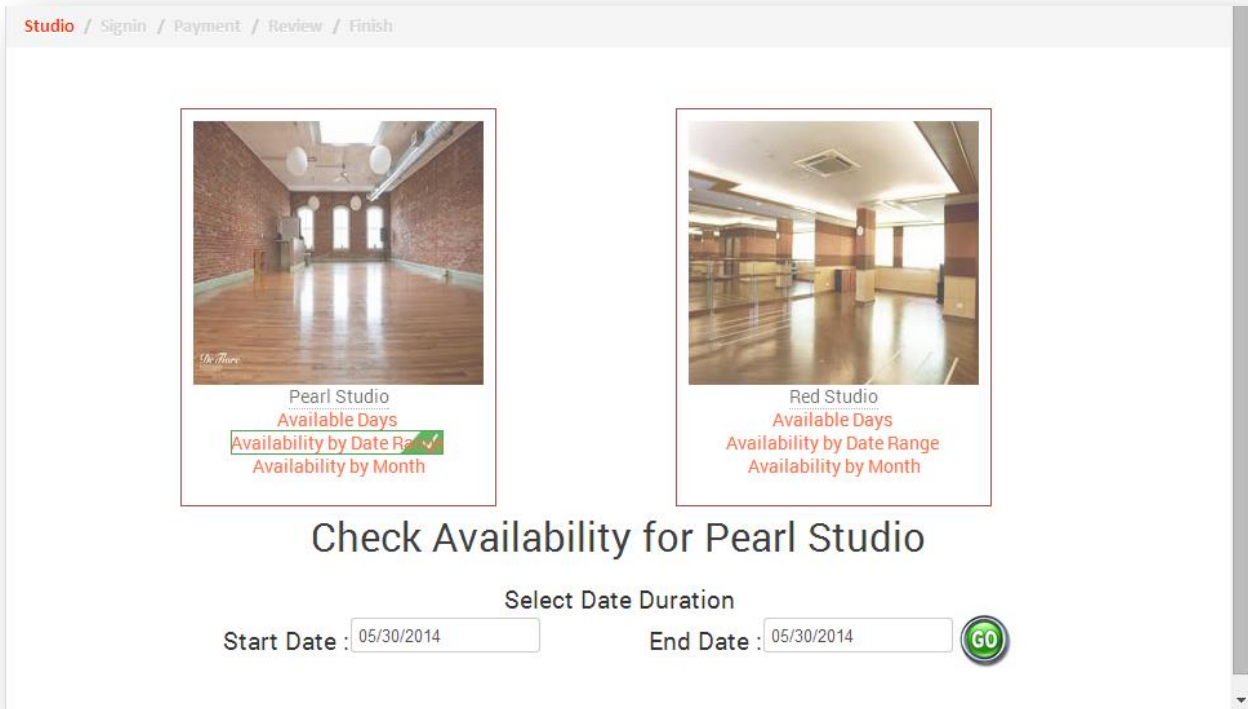 Studio / Signin / Payment / Review / Finish
De Fiore
Pearl Studio
Available Days
Availability by Date Range
Availability by Month
Red Studio
Available Days
Availability by Date Range
Availability by Month
Check Availability for Pearl Studio
Select Date Duration
Start Date : 05/30/2014 End Date : 05/30/2014 GO